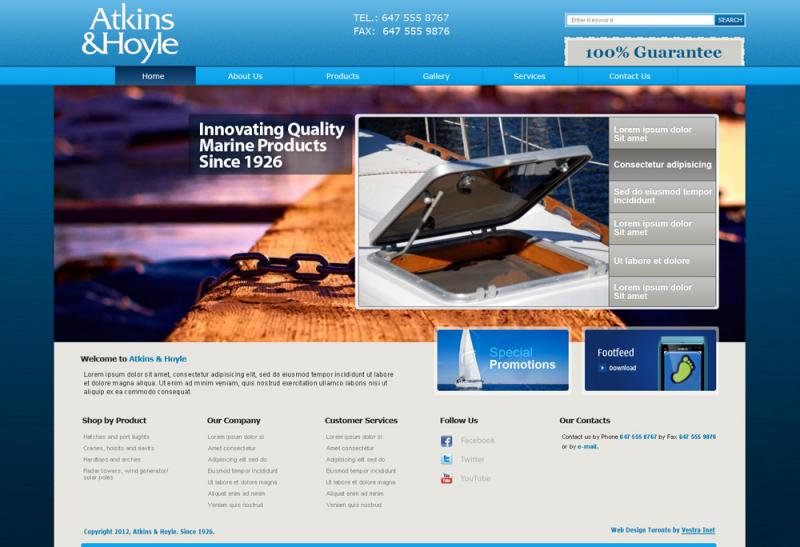 Atkins
&Hoyle
TEL.: 647 555 8767
FAX: 647 555 9876
Enter Keyword
SEARCH
100% Guarantee
Home
About Us
Products
Gallery
Services
Contact Us
Innovating Quality
Marine Products
Since 1926
Lorem ipsum dolor
Sit amet
Consectetur adipisicing
Sed do eiusmod tempor
incididunt
Lorem ipsum dolor
Sit amet
Ut labore et dolore
Lorem ipsum dolor
Sit amet
Special
Promotions
Footfeed
Download
Welcome to Atkins & Hoyle
Lorem ipsum dolor sit amet, consectetur adipisicing elit, sed do eiusmod tempor incididunt ut labore
et dolore magna aliqua. Ut enim ad minim veniam, quis nostrud exercitation ullamco laboris nisi ut
aliquip ex ea commodo consequat.
Shop by Product
Hatches and port lights
Cranes, hoists and davits
Hardtops and arches
Radar towers, wind generator/
solar poles
Our Company
Lorem ipsum dolor si
Amet consectetur
Adipisicing elit sed do
Eiusmod tempor incididunt
Ut labore et dolore magna
Aliquat enim ad minim
Veniam quis nostrud
Customer Services
Lorem ipsum dolor si
Amet consectetur
Adipisicing elit sed do
Eiusmod tempor incididunt
Ut labore et dolore magna
Aliquat enim ad minim
Veniam quis nostrud
Follow Us
Facebook
Twitter
YouTube
Our Contacts
Contact us by Phone 647 555 8767 by Fax 647 555 9876
or by e-mail.
Copyright 2012, Atkins & Hoyle. Since 1926.
Web Design Toronto by Vestra Inet